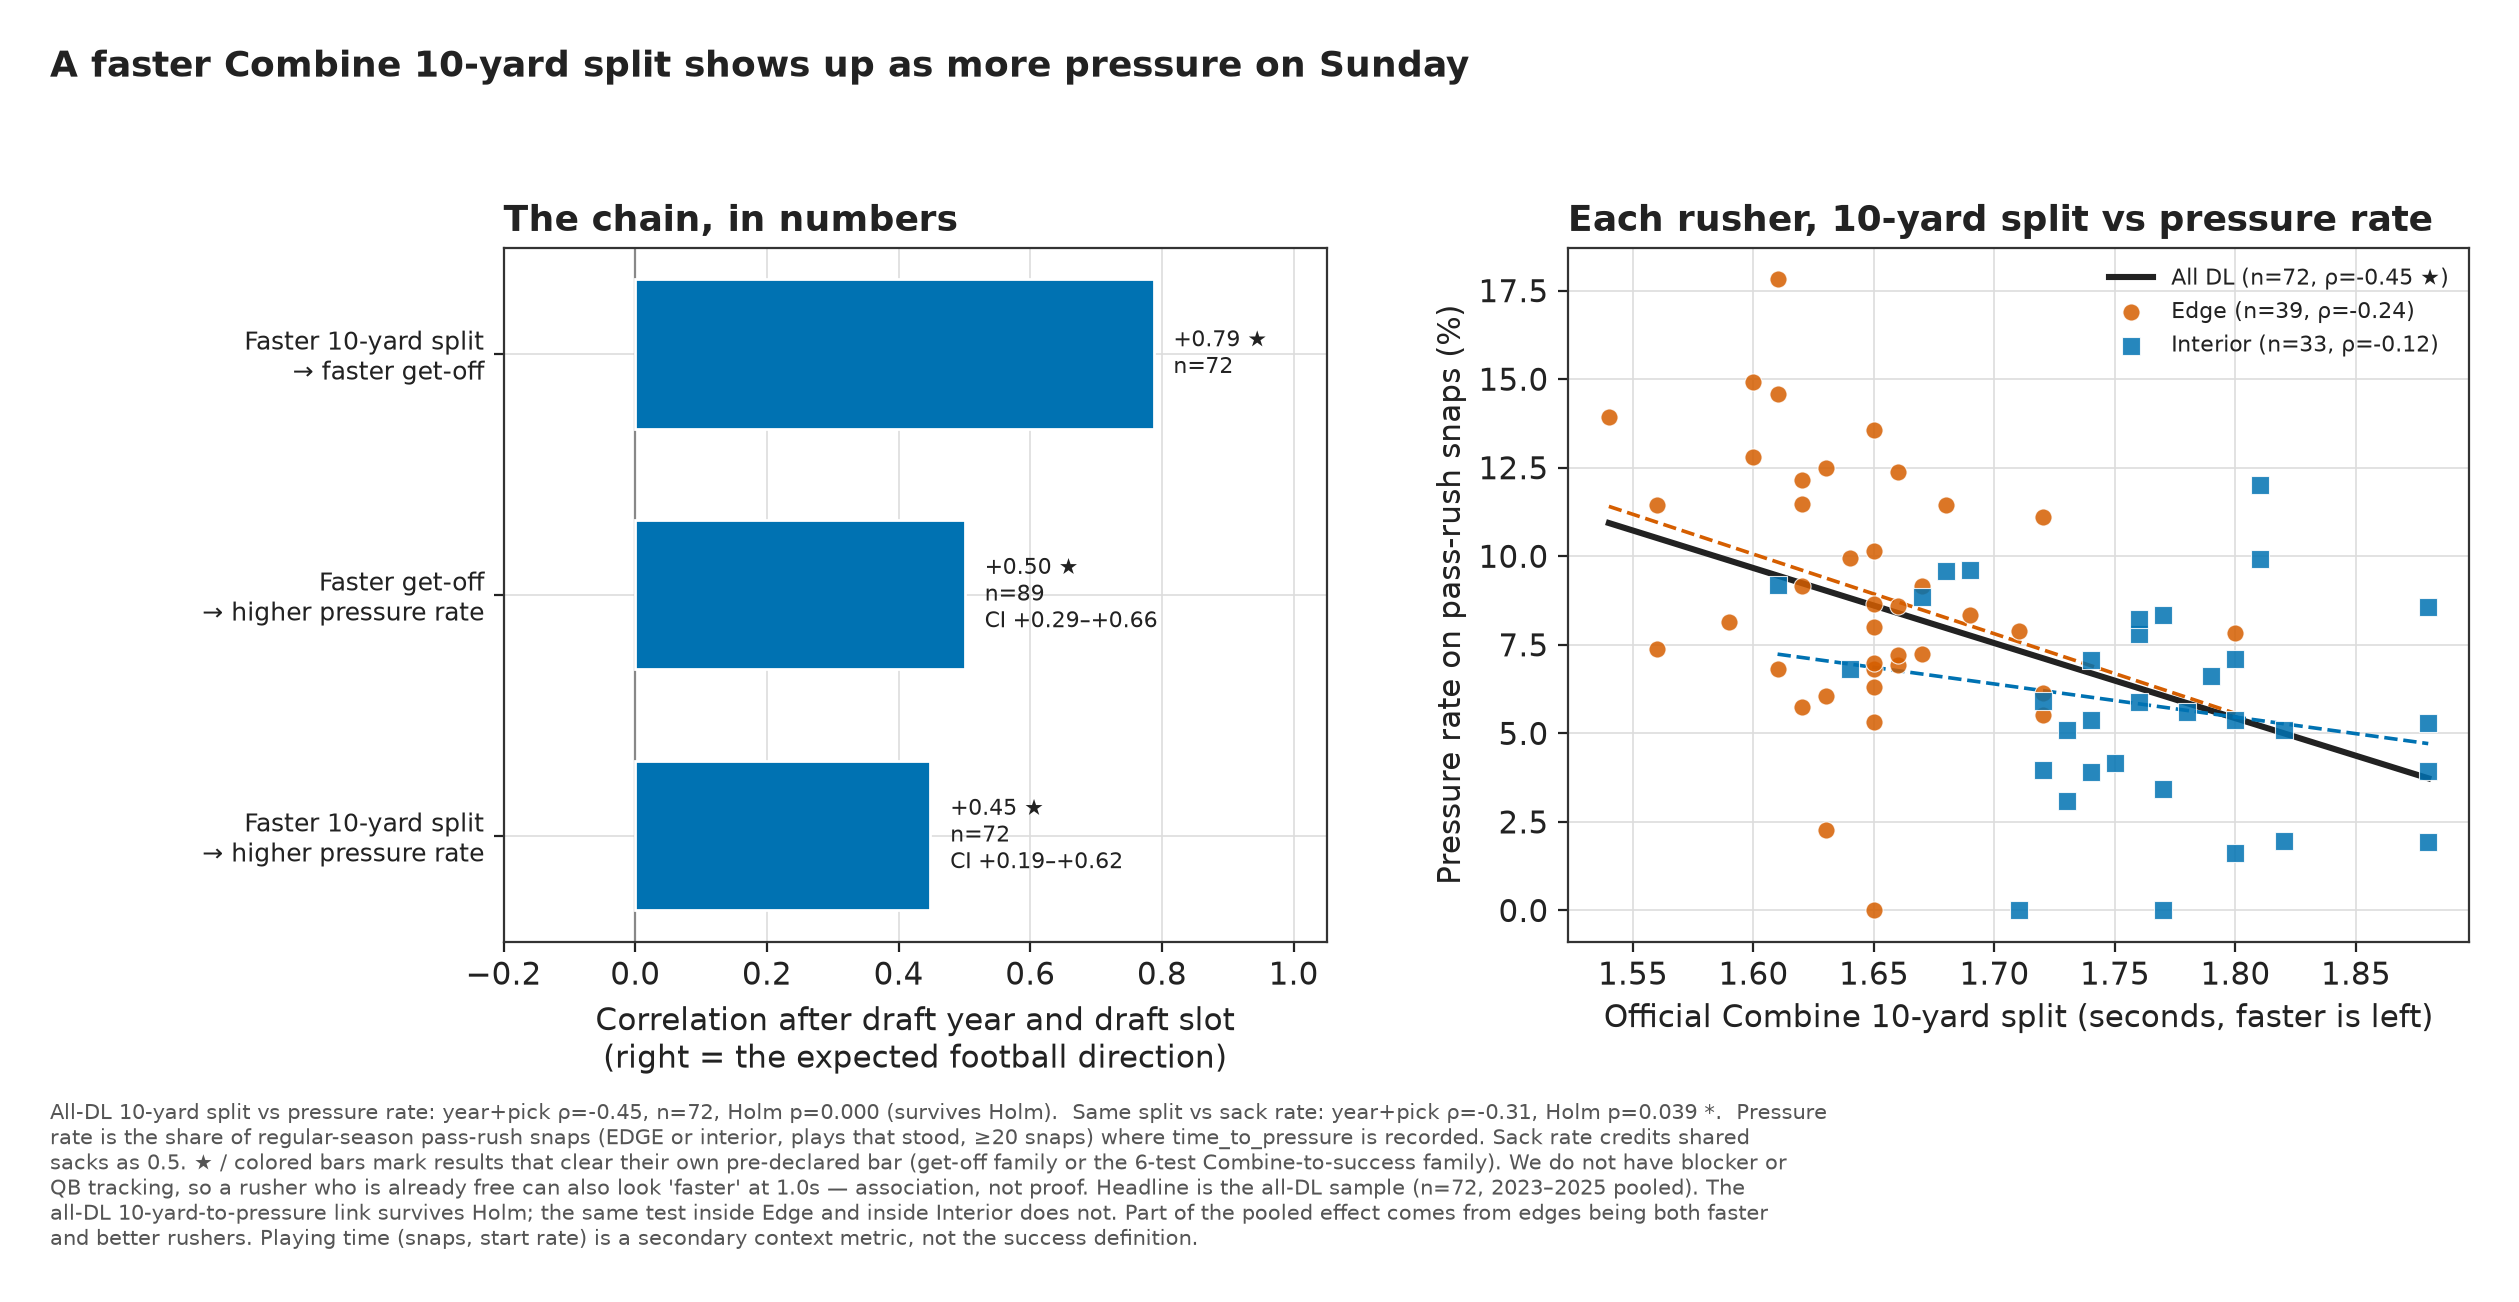 A faster Combine 10-yard split shows up as more pressure on Sunday
The chain, in numbers
Faster 10-yard split
→ faster get-off
+0.79 ★
n=72
Faster get-off
→ higher pressure rate
+0.50 ★
n=89
CI +0.29–+0.66
Faster 10-yard split
→ higher pressure rate
+0.45 ★
n=72
CI +0.19–+0.62
−0.2 0.0 0.2 0.4 0.6 0.8 1.0
Correlation after draft year and draft slot
(right = the expected football direction)
Each rusher, 10-yard split vs pressure rate
All DL (n=72, ρ=-0.45 ★)
Edge (n=39, ρ=-0.24)
Interior (n=33, ρ=-0.12)
Pressure rate on pass-rush snaps (%)
17.5
15.0
12.5
10.0
7.5
5.0
2.5
0.0
1.55 1.60 1.65 1.70 1.75 1.80 1.85
Official Combine 10-yard split (seconds, faster is left)
All-DL 10-yard split vs pressure rate: year+pick ρ=-0.45, n=72, Holm p=0.000 (survives Holm).  Same split vs sack rate: year+pick ρ=-0.31, Holm p=0.039 *.  Pressure
rate is the share of regular-season pass-rush snaps (EDGE or interior, plays that stood, ≥20 snaps) where time_to_pressure is recorded. Sack rate credits shared
sacks as 0.5. ★ / colored bars mark results that clear their own pre-declared bar (get-off family or the 6-test Combine-to-success family). We do not have blocker or
QB tracking, so a rusher who is already free can also look 'faster' at 1.0s — association, not proof. Headline is the all-DL sample (n=72, 2023–2025 pooled). The
all-DL 10-yard-to-pressure link survives Holm; the same test inside Edge and inside Interior does not. Part of the pooled effect comes from edges being both faster
and better rushers. Playing time (snaps, start rate) is a secondary context metric, not the success definition.